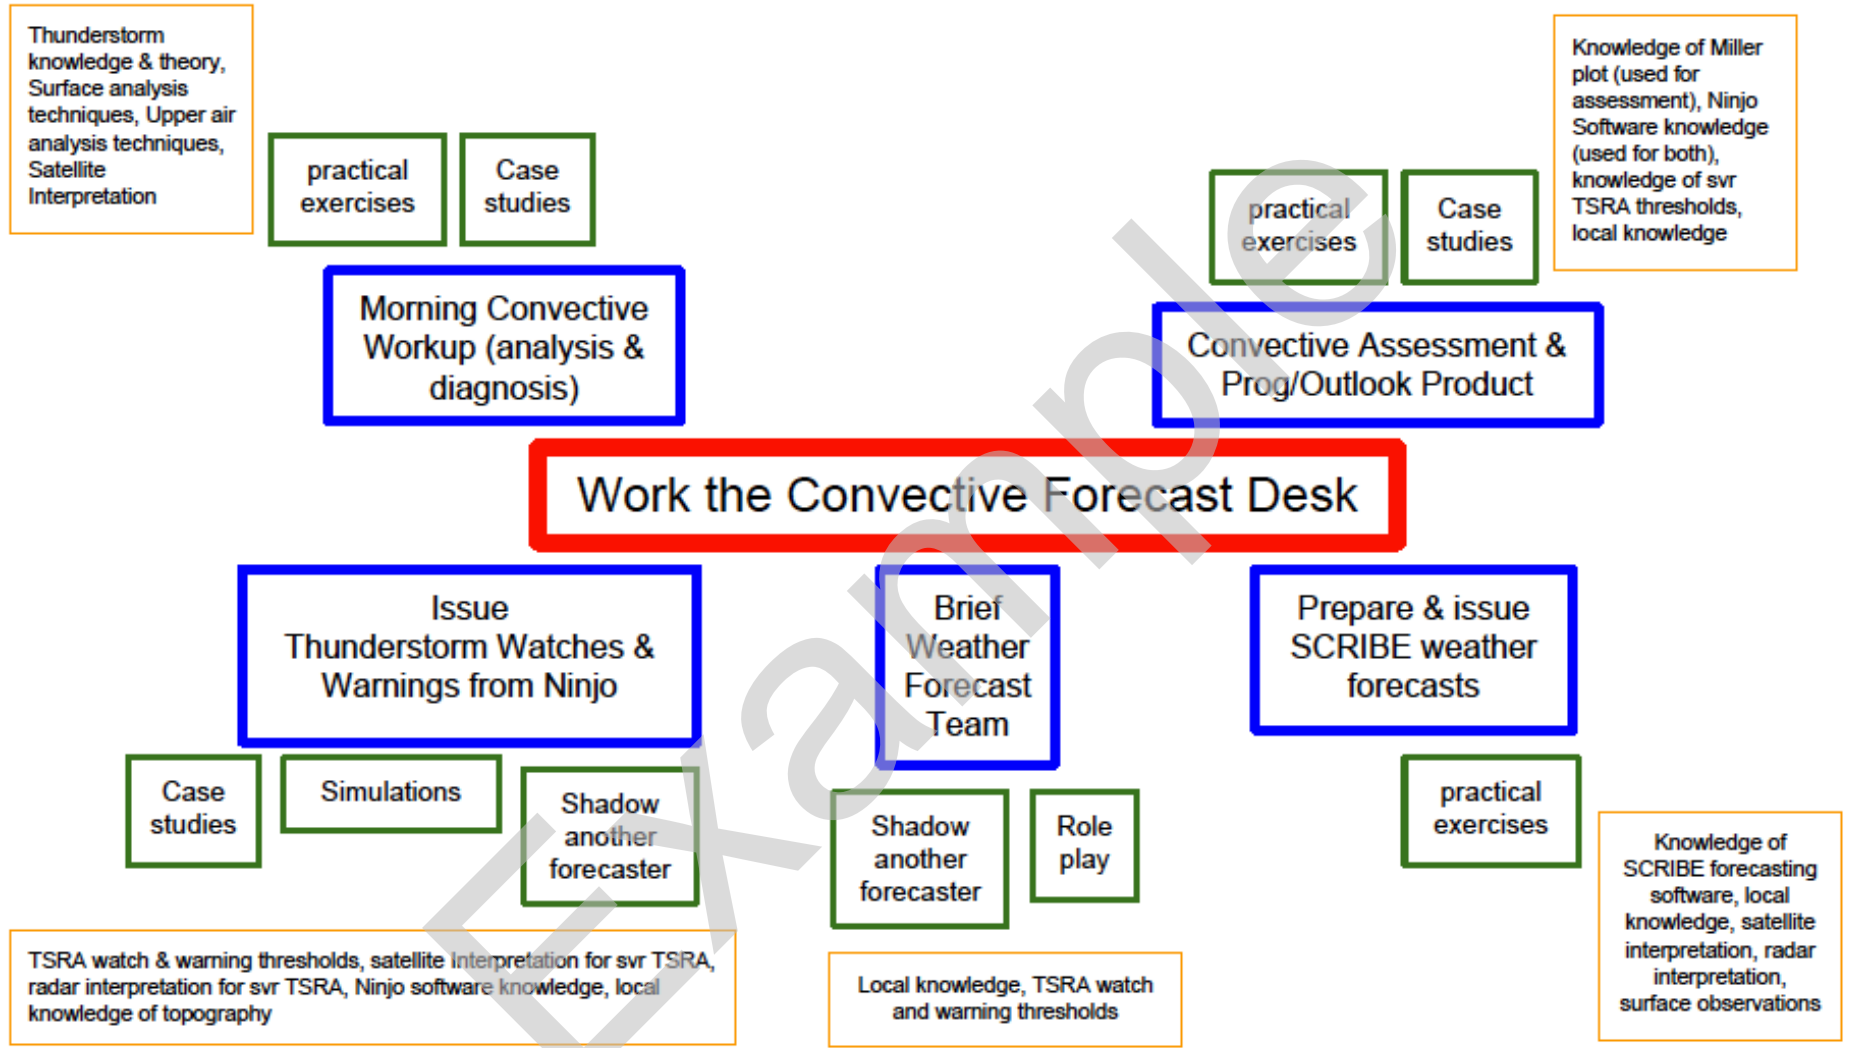 Thunderstorm
knowledge & theory,
Surface analysis
techniques, Upper air
analysis techniques,
Satellite
Interpretation
practical
exercises
Case
studies
Morning Convective
Workup (analysis &
diagnosis)
practical
exercises
Case
studies
Knowledge of Miller
plot (used for
assessment), Ninjo
Software knowledge
(used for both),
knowledge of svr
TSRA thresholds,
local knowledge
Convective Assessment &
Prog/Outlook Product
Work the Convective Forecast Desk
Issue
Thunderstorm Watches &
Warnings from Ninjo
Brief
Weather
Forecast
Team
Prepare & issue
SCRIBE weather
forecasts
Case
studies
Simulations
Shadow
another
forecaster
Shadow
another
forecaster
Role
play
practical
exercises
TSRA watch & warning thresholds, satellite Interpretation for svr TSRA,
radar interpretation for svr TSRA, Ninjo software knowledge, local
knowledge of topography
Local knowledge, TSRA watch
and warning thresholds
Knowledge of
SCRIBE forecasting
software, local
knowledge, satellite
interpretation, radar
interpretation,
surface observations
Example